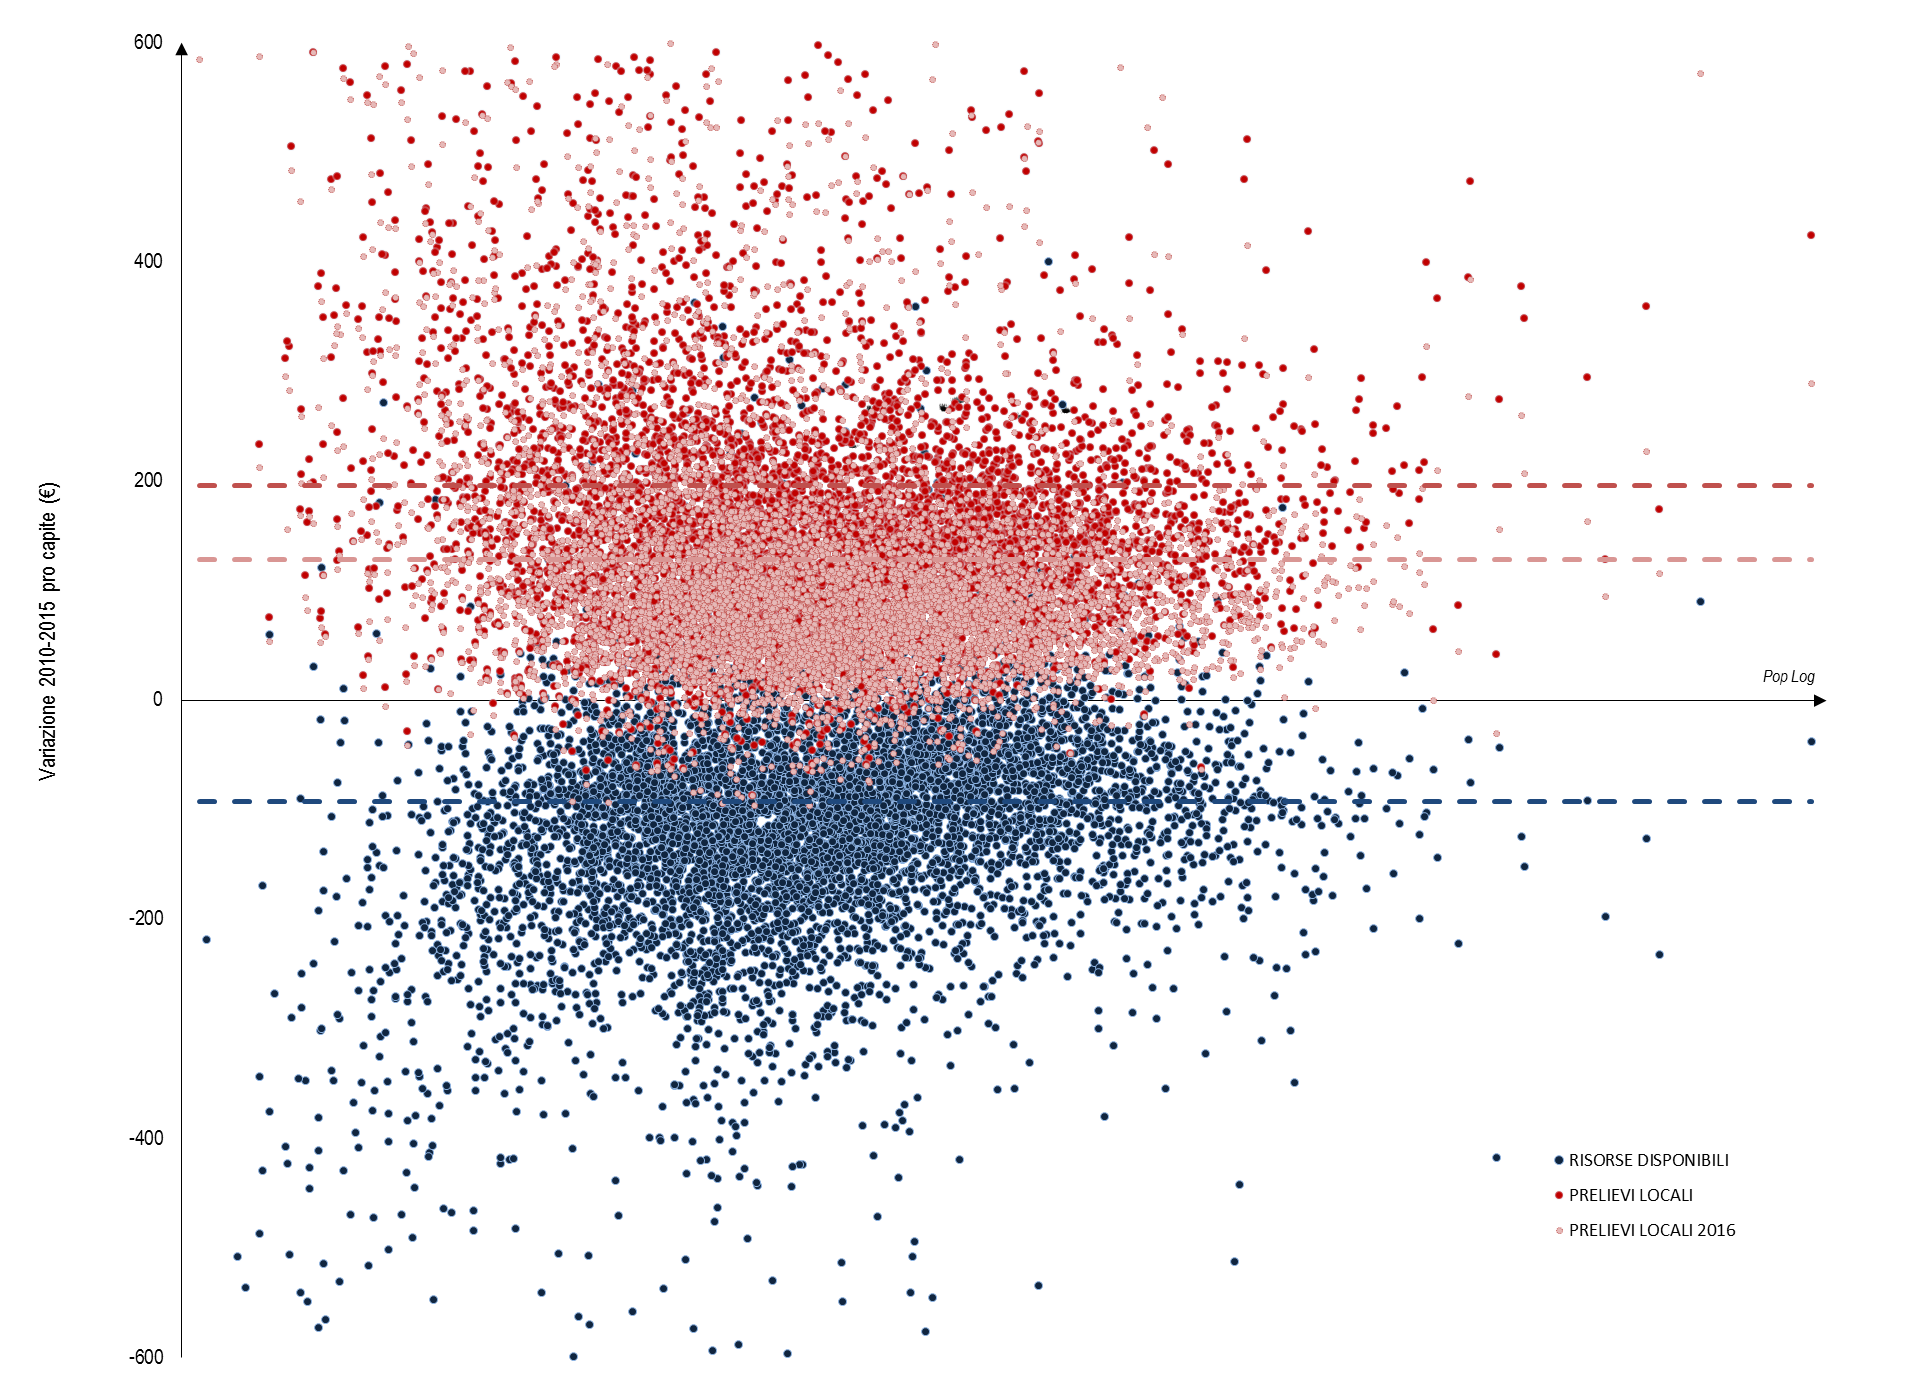 600
400
200
0
-200
-400
-600
Variazione 2010-2015 pro capite (€)
Pop Log
RISORSE DISPONIBILI
PRELIEVI LOCALI
PRELIEVI LOCALI 2016